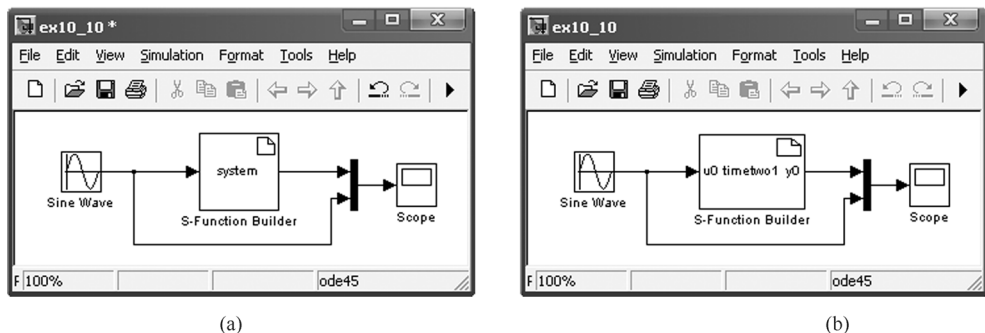 ex10_10 *
File Edit View Simulation Format Tools Help
system
Sine Wave
S-Function Builder
Scope
F 100%
ode45
(a)
ex10_10
File Edit View Simulation Format Tools Help
u0 timetwo1 y0
Sine Wave
S-Function Builder
Scope
F 100%
ode45
(b)